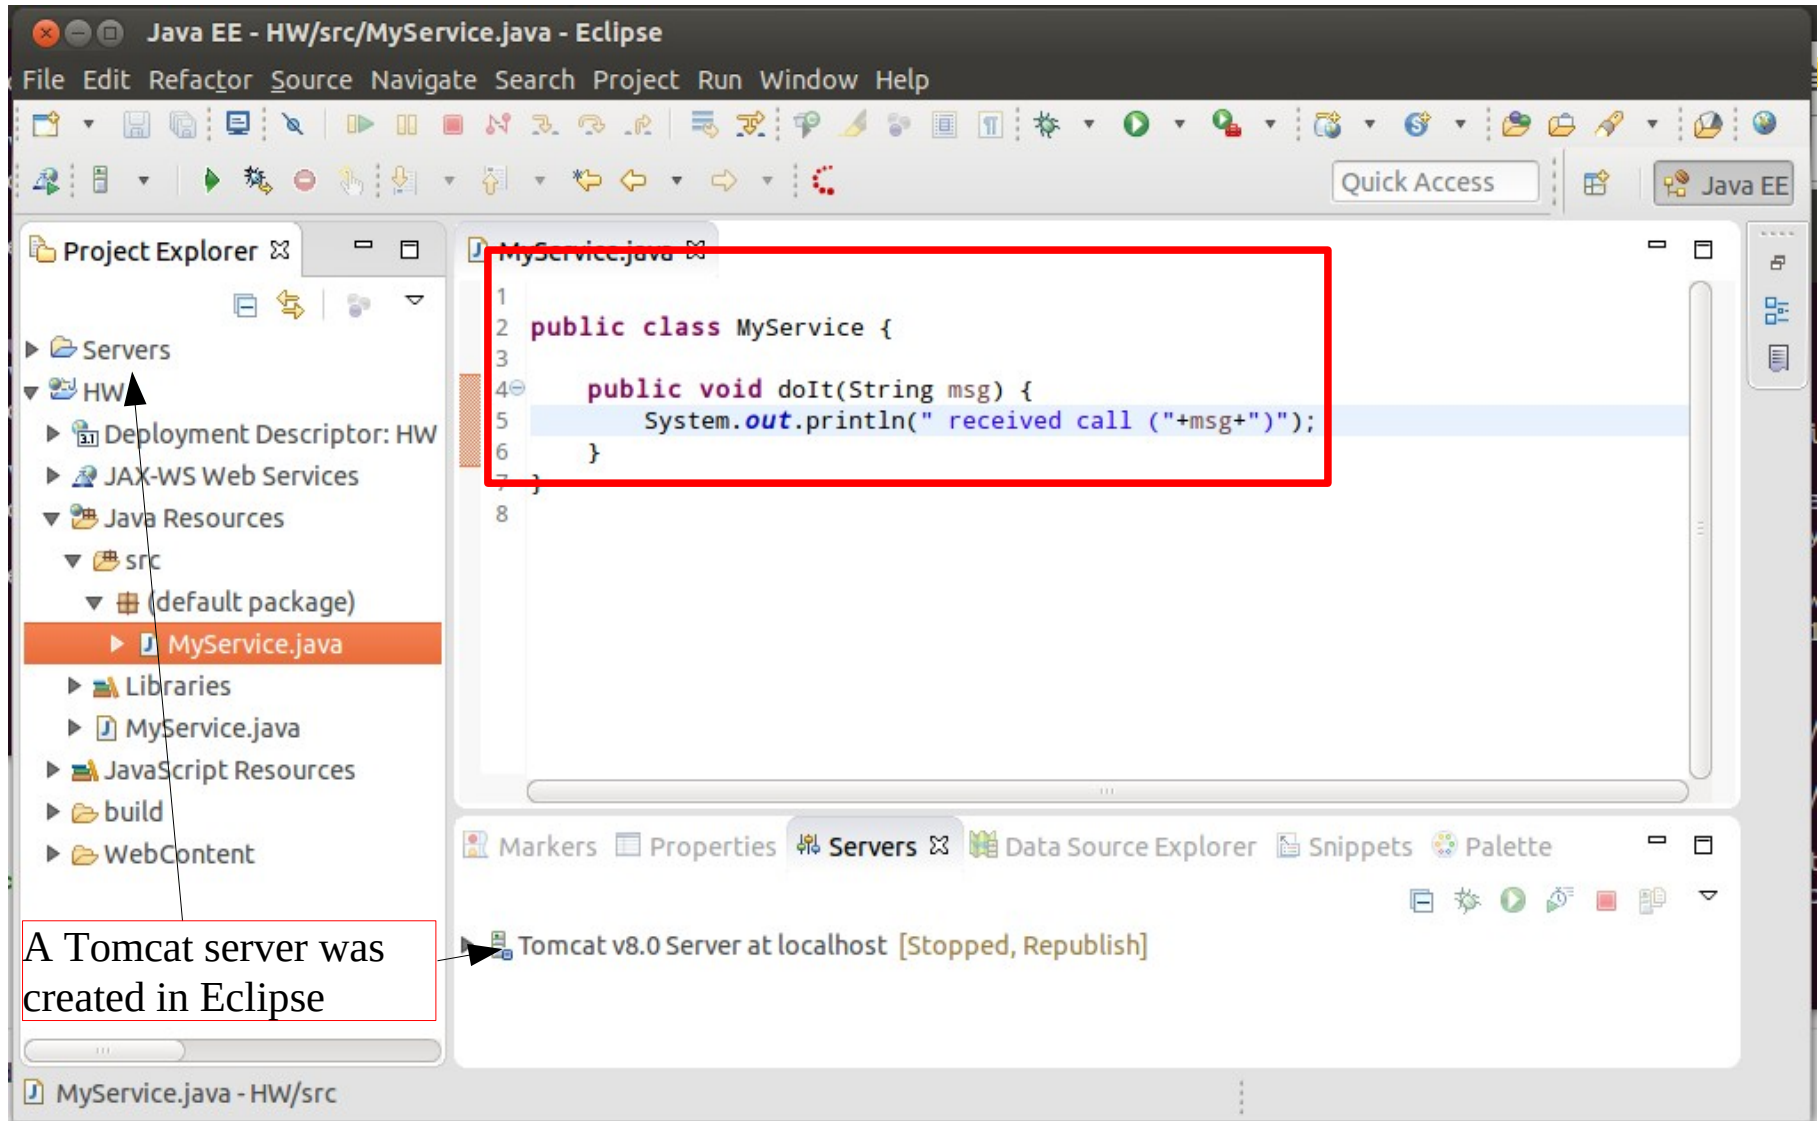 Java EE - HW/src/MyService.java - Eclipse
File Edit Refactor Source Navigate Search Project Run Window Help
Quick Access
Java EE
Project Explorer
Servers
HW
Deployment Descriptor: HW
JAX-WS Web Services
Java Resources
src
(default package)
MyService.java
Libraries
MyService.java
JavaScript Resources
build
WebContent
MyService.java
1
2 public class MyService {
3
4 public void doIt(String msg) {
5 System.out.println(" received call ("+msg+")");
6 }
7 }
8
Markers Properties Servers Data Source Explorer Snippets Palette
Tomcat v8.0 Server at localhost [Stopped, Republish]
A Tomcat server was
created in Eclipse
MyService.java - HW/src